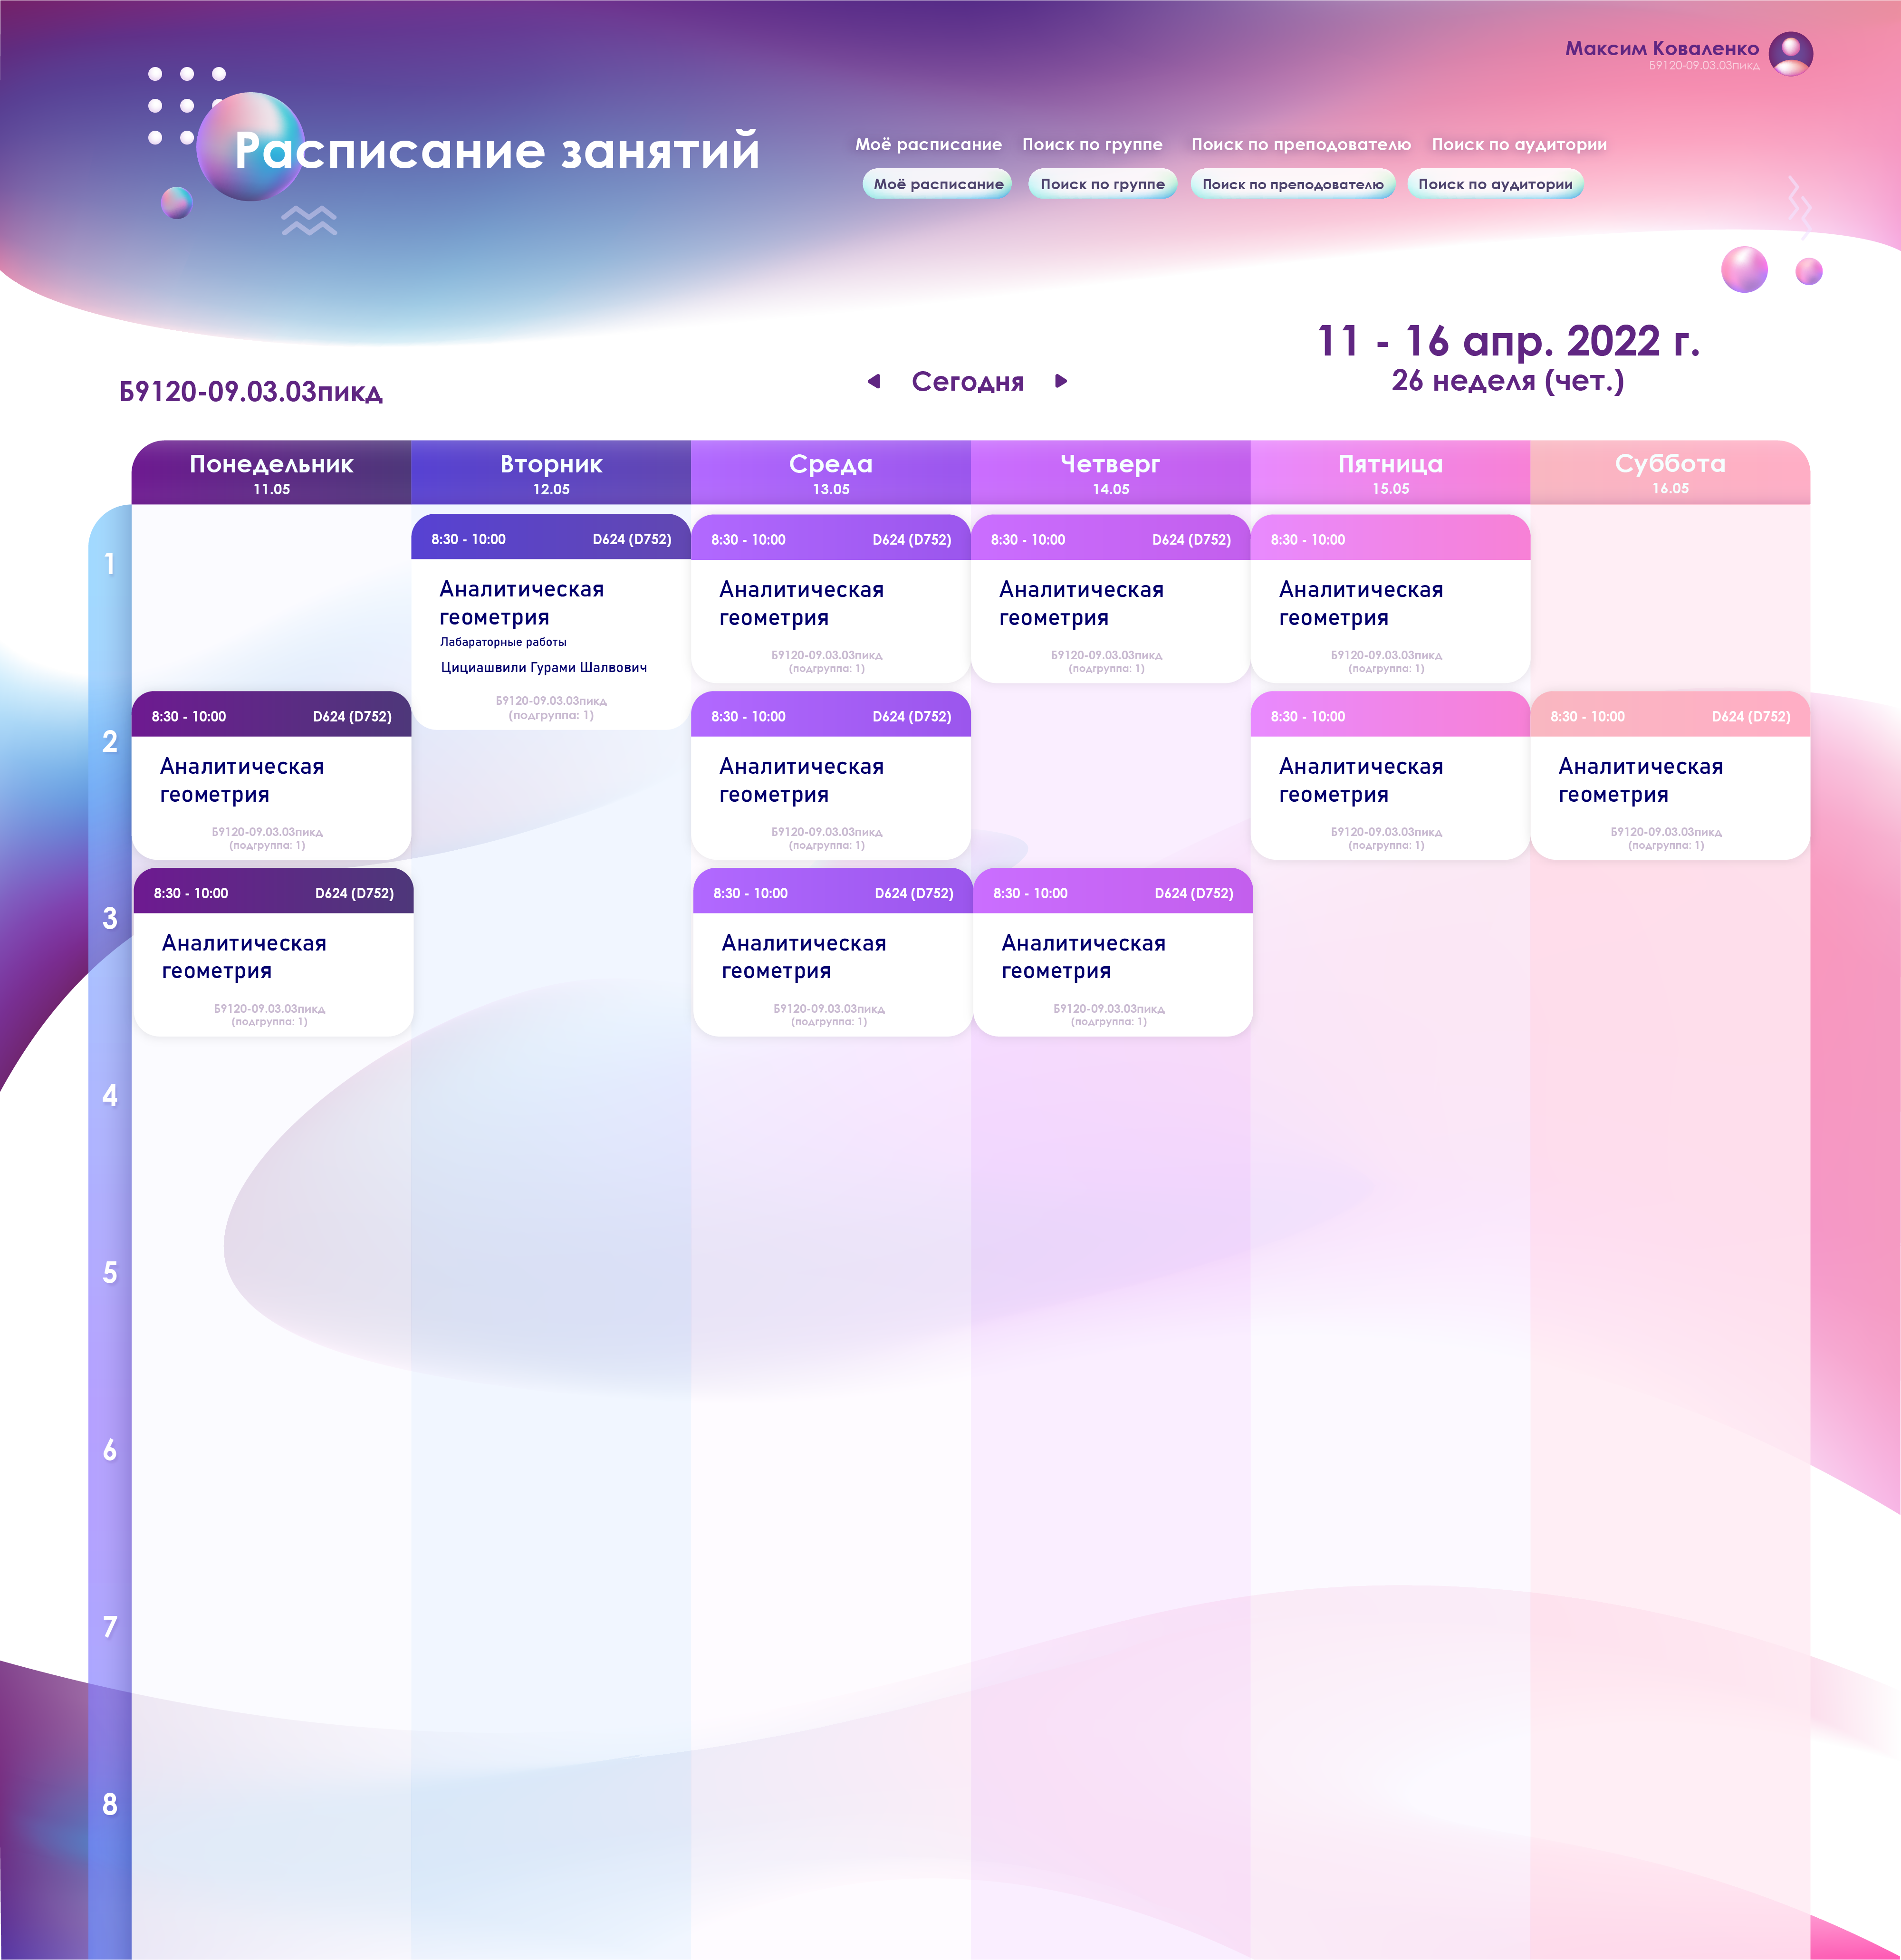 Максим Коваленко
Б9120-09.03.03пикд
Расписание занятий
Моё расписание Поиск по группе Поиск по преподователю Поиск по аудитории
Моё расписание Поиск по группе Поиск по преподователю Поиск по аудитории
11 - 16 апр. 2022 г.
26 неделя (чет.)
Сегодня
Б9120-09.03.03пикд
Понедельник Вторник Среда Четверг Пятница Суббота
11.05 12.05 13.05 14.05 15.05 16.05
1
8:30 - 10:00 D624 (D752)
Аналитическая
геометрия
Лабараторные работы
Цициашвили Гурами Шалвович
Б9120-09.03.03пикд
(подгруппа: 1)
8:30 - 10:00 D624 (D752)
Аналитическая
геометрия
Б9120-09.03.03пикд
(подгруппа: 1)
8:30 - 10:00 D624 (D752)
Аналитическая
геометрия
Б9120-09.03.03пикд
(подгруппа: 1)
8:30 - 10:00
Аналитическая
геометрия
Б9120-09.03.03пикд
(подгруппа: 1)
2
8:30 - 10:00 D624 (D752)
Аналитическая
геометрия
Б9120-09.03.03пикд
(подгруппа: 1)
8:30 - 10:00 D624 (D752)
Аналитическая
геометрия
Б9120-09.03.03пикд
(подгруппа: 1)
8:30 - 10:00
Аналитическая
геометрия
Б9120-09.03.03пикд
(подгруппа: 1)
8:30 - 10:00 D624 (D752)
Аналитическая
геометрия
Б9120-09.03.03пикд
(подгруппа: 1)
3
8:30 - 10:00 D624 (D752)
Аналитическая
геометрия
Б9120-09.03.03пикд
(подгруппа: 1)
8:30 - 10:00 D624 (D752)
Аналитическая
геометрия
Б9120-09.03.03пикд
(подгруппа: 1)
8:30 - 10:00 D624 (D752)
Аналитическая
геометрия
Б9120-09.03.03пикд
(подгруппа: 1)
4
5
6
7
8